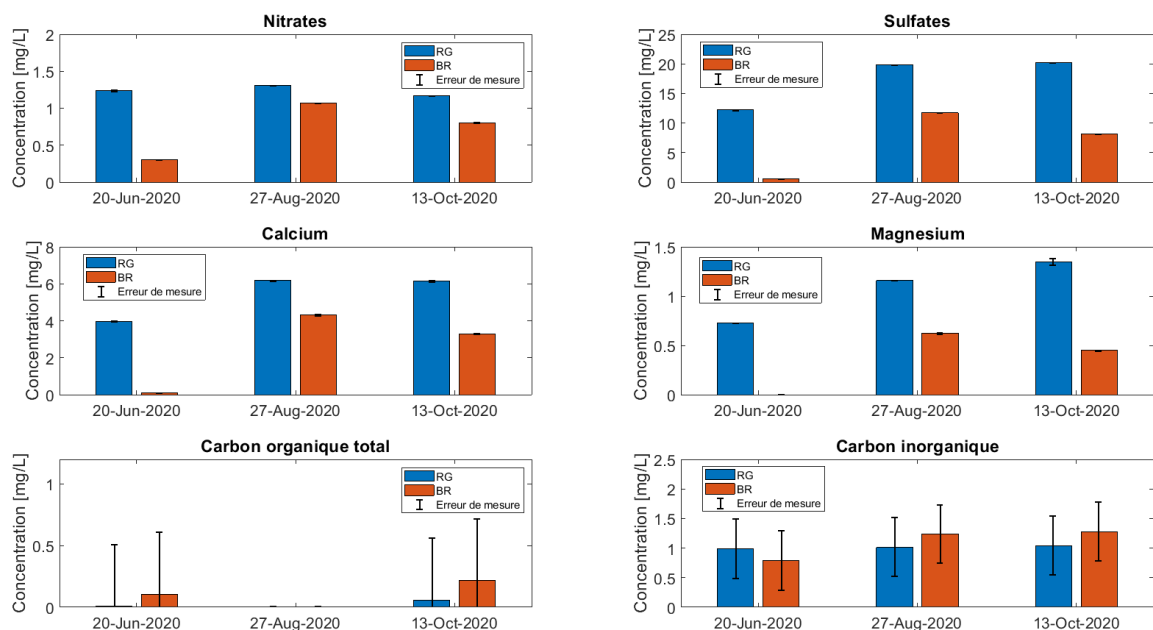 Nitrates
Concentration [mg/L]
2
1.5
1
0.5
0
RG
BR
Erreur de mesure
20-Jun-2020
27-Aug-2020
13-Oct-2020
Sulfates
Concentration [mg/L]
25
20
15
10
5
0
RG
BR
Erreur de mesure
20-Jun-2020
27-Aug-2020
13-Oct-2020
Calcium
Concentration [mg/L]
8
6
4
2
0
RG
BR
Erreur de mesure
20-Jun-2020
27-Aug-2020
13-Oct-2020
Magnesium
Concentration [mg/L]
1.5
1
0.5
0
RG
BR
Erreur de mesure
20-Jun-2020
27-Aug-2020
13-Oct-2020
Carbon organique total
Concentration [mg/L]
1
0.5
0
RG
BR
Erreur de mesure
20-Jun-2020
27-Aug-2020
13-Oct-2020
Carbon inorganique
Concentration [mg/L]
2.5
2
1.5
1
0.5
0
RG
BR
Erreur de mesure
20-Jun-2020
27-Aug-2020
13-Oct-2020